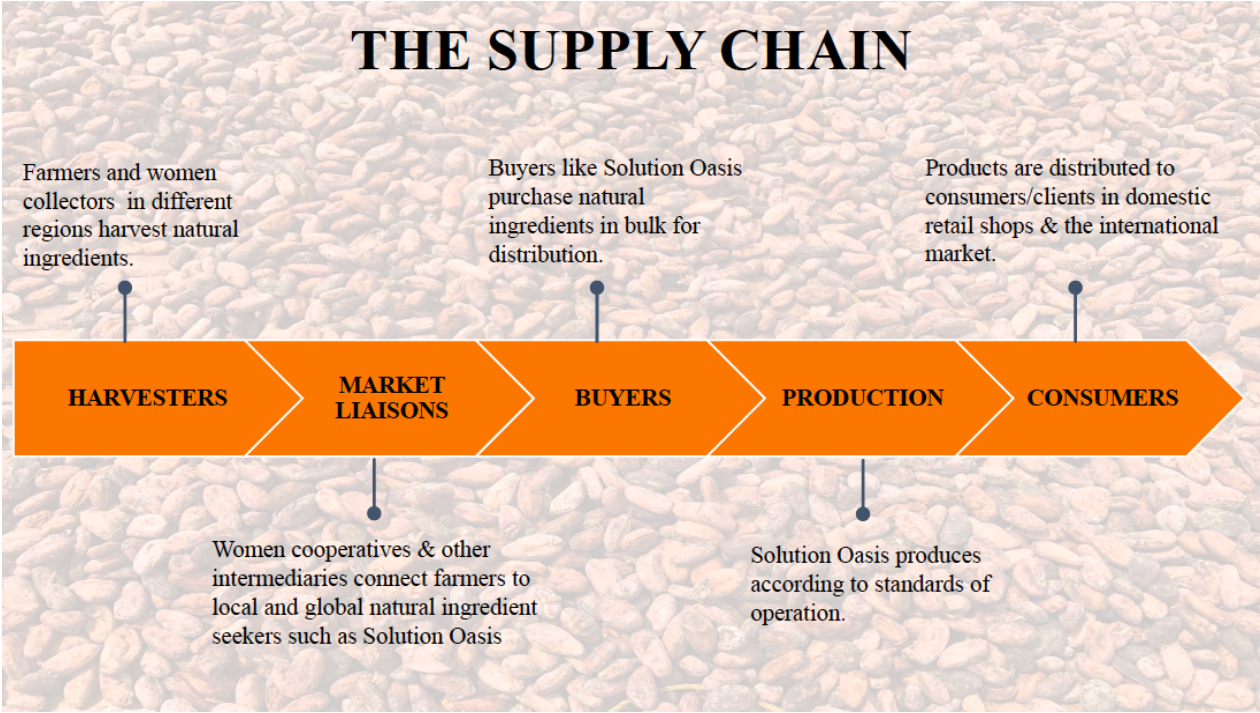 THE SUPPLY CHAIN
Farmers and women
collectors  in different
regions harvest natural
ingredients.
Buyers like Solution Oasis
purchase natural
ingredients in bulk for
distribution.
Products are distributed to
consumers/clients in domestic
retail shops & the international
market.
HARVESTERS
MARKET
LIAISONS
BUYERS
PRODUCTION
CONSUMERS
Women cooperatives & other
intermediaries connect farmers to
local and global natural ingredient
seekers such as Solution Oasis
Solution Oasis produces
according to standards of
operation.